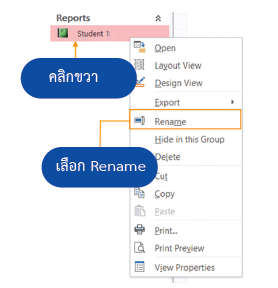 Reports
Student 1
คลิกขวา
Open
Layout View
Design View
Export
Rename
Hide in this Group
เลือก Rename
Delete
Cut
Copy
Paste
Print...
Print Preview
View Properties